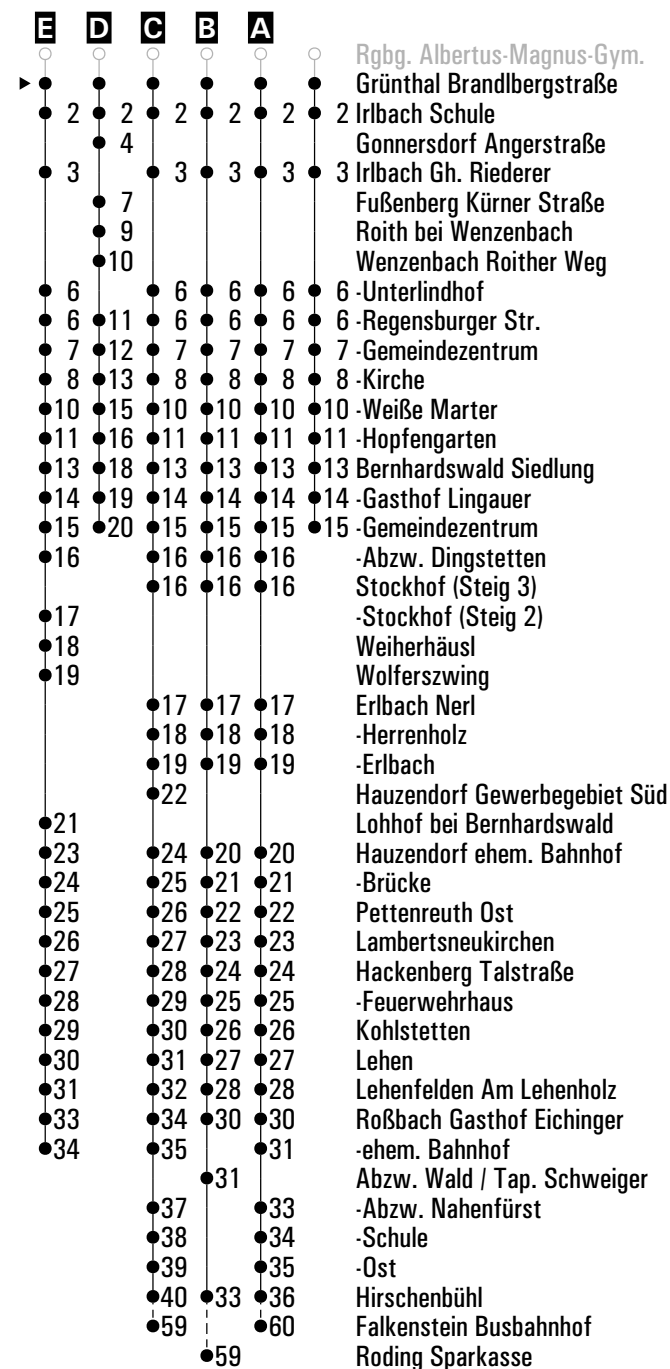 E D C B A
Rgbg. Albertus-Magnus-Gym.
Grünthal Brandlbergstraße
2 2 2 2 2 2 Irlbach Schule
4 Gonnersdorf Angerstraße
3 3 3 3 3 Irlbach Gh. Riederer
7 Fußenberg Kürner Straße
9 Roith bei Wenzenbach
10 Wenzenbach Roither Weg
6 6 6 6 6 -Unterlindhof
6 11 6 6 6 6 -Regensburger Str.
7 12 7 7 7 7 -Gemeindezentrum
8 13 8 8 8 8 -Kirche
10 15 10 10 10 10 -Weiße Marter
11 16 11 11 11 11 -Hopfengarten
13 18 13 13 13 13 Bernhardswald Siedlung
14 19 14 14 14 14 -Gasthof Lingauer
15 20 15 15 15 15 -Gemeindezentrum
16 16 16 16 -Abzw. Dingstetten
16 16 16 Stockhof (Steig 3)
17 -Stockhof (Steig 2)
18 Weiherhäusl
19 Wolferszwing
17 17 17 Erlbach Nerl
18 18 18 -Herrenholz
19 19 19 -Erlbach
22 Hauzendorf Gewerbegebiet Süd
21 Lohhof bei Bernhardswald
23 24 20 20 Hauzendorf ehem. Bahnhof
24 25 21 21 -Brücke
25 26 22 22 Pettenreuth Ost
26 27 23 23 Lambertsneukirchen
27 28 24 24 Hackenberg Talstraße
28 29 25 25 -Feuerwehrhaus
29 30 26 26 Kohlstetten
30 31 27 27 Lehen
31 32 28 28 Lehenfelden Am Lehenholz
33 34 30 30 Roßbach Gasthof Eichinger
34 35 31 -ehem. Bahnhof
31 Abzw. Wald / Tap. Schweiger
37 33 -Abzw. Nahenfürst
38 34 -Schule
39 35 -Ost
40 33 36 Hirschenbühl
59 60 Falkenstein Busbahnhof
59 Roding Sparkasse